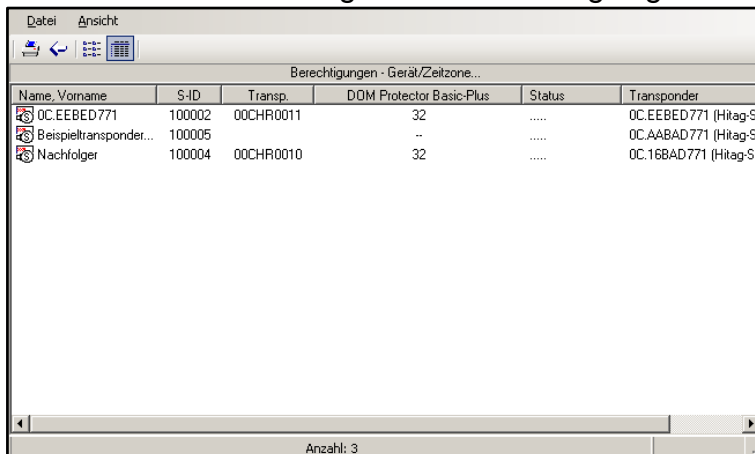 Datei Ansicht
Berechtigungen - Gerät/Zeitzone...
Name, Vorname S-ID Transp. DOM Protector Basic-Plus Status Transponder
0C.EEBED771 100002 00CHR0011 32 ..... 0C.EEBED771 (Hitag-S
Beispieltransponder... 100005 -- ..... 0C.AABAD771 (Hitag-S
Nachfolger 100004 00CHR0010 32 ..... 0C.16BAD771 (Hitag-S
Anzahl: 3